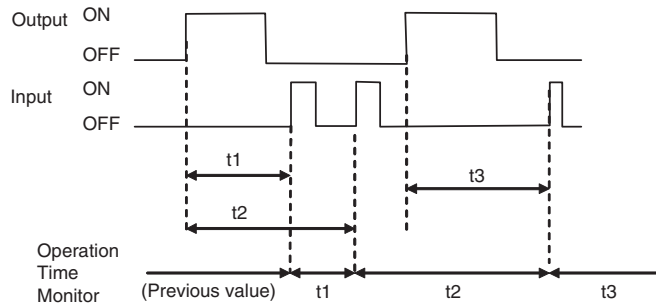 Output ON
OFF
Input ON
OFF
t1
t3
t2
Operation
Time
Monitor (Previous value) t1 t2 t3